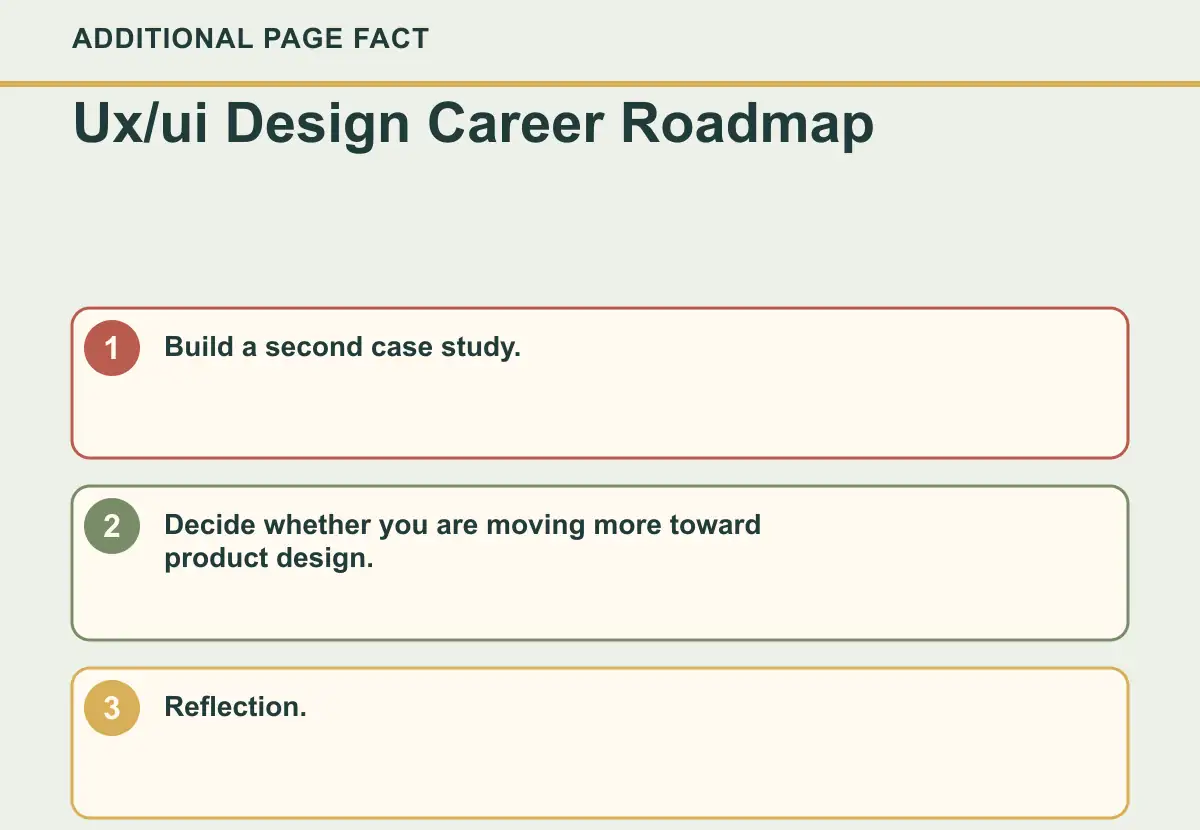 ADDITIONAL PAGE FACT
Ux/ui Design Career Roadmap
1
Build a second case study.
2
Decide whether you are moving more toward
product design.
3
Reflection.